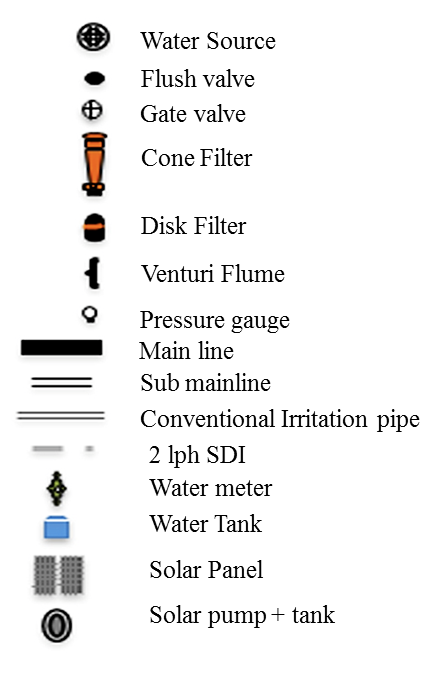 Water Source
Flush valve
Gate valve
Cone Filter
Disk Filter
Venturi Flume
Pressure gauge
Main line
Sub mainline
Conventional Irritation pipe
2 lph SDI
Water meter
Water Tank
Solar Panel
Solar pump + tank